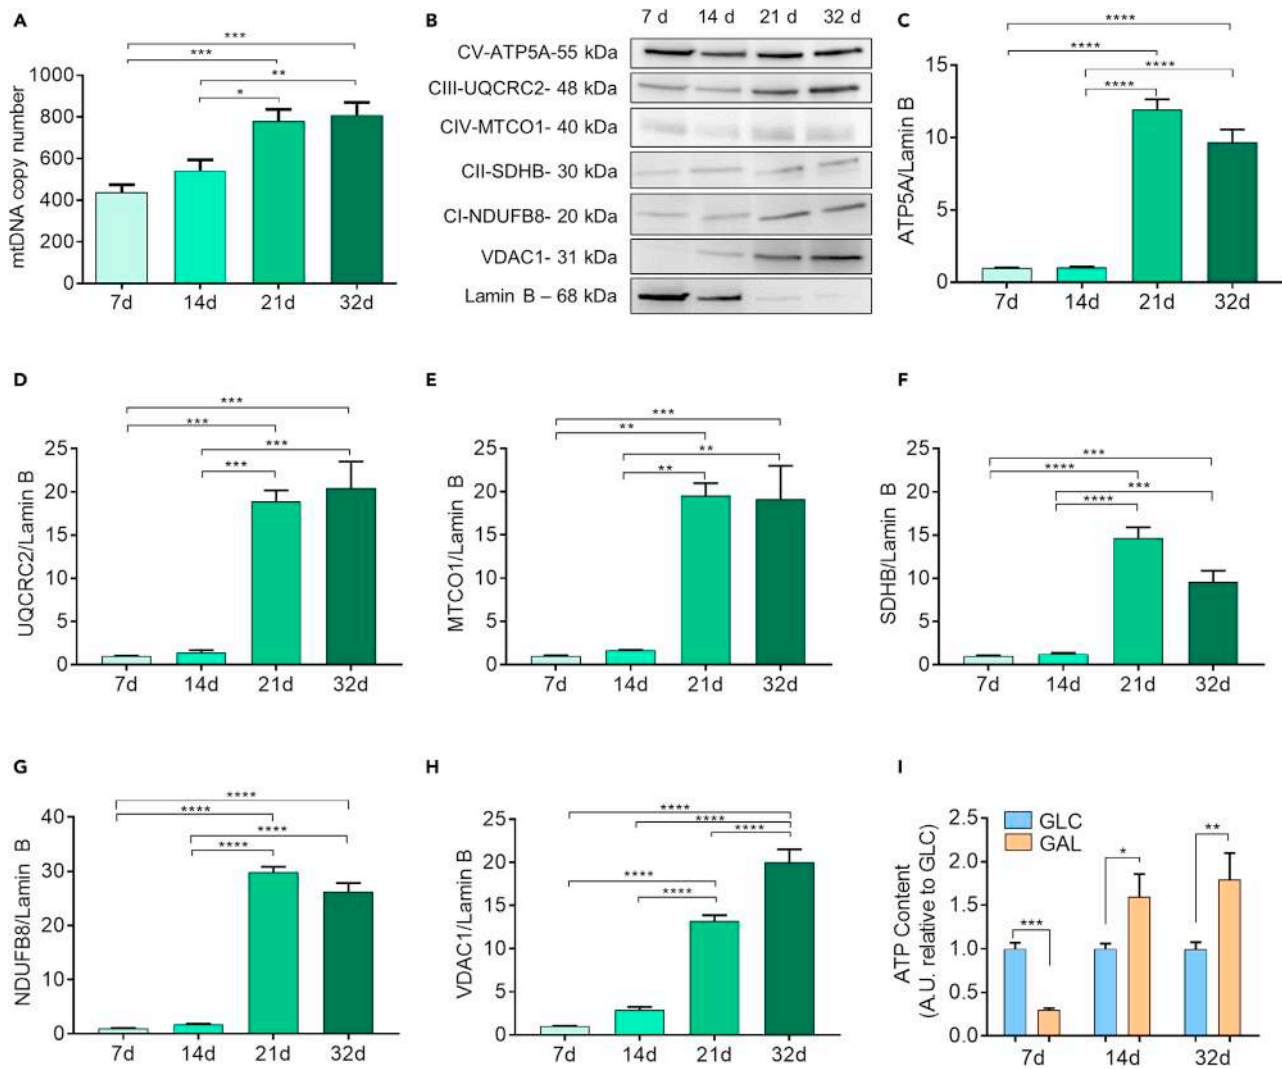 A
mtDNA copy number
1000
800
600
400
200
0
***
***
**
*
7d 14d 21d 32d
B
7 d 14 d 21 d 32 d
CV-ATP5A-55 kDa
CIII-UQCRC2- 48 kDa
CIV-MTCO1- 40 kDa
CII-SDHB- 30 kDa
CI-NDUFB8- 20 kDa
VDAC1- 31 kDa
Lamin B – 68 kDa
C
ATP5A/Lamin B
15
10
5
0
****
****
****
****
7d 14d 21d 32d
D
UQCRC2/Lamin B
25
20
15
10
5
0
***
***
***
***
7d 14d 21d 32d
E
MTCO1/Lamin B
25
20
15
10
5
0
***
**
**
**
7d 14d 21d 32d
F
SDHB/Lamin B
25
20
15
10
5
0
***
****
***
****
7d 14d 21d 32d
G
NDUFB8/Lamin B
40
30
20
10
0
****
****
****
****
7d 14d 21d 32d
H
VDAC1/Lamin B
25
20
15
10
5
0
****
****
****
****
****
7d 14d 21d 32d
I
ATP Content
(A.U. relative to GLC)
2.5
2.0
1.5
1.0
0.5
0.0
GLC
GAL
***
*
**
7d 14d 32d